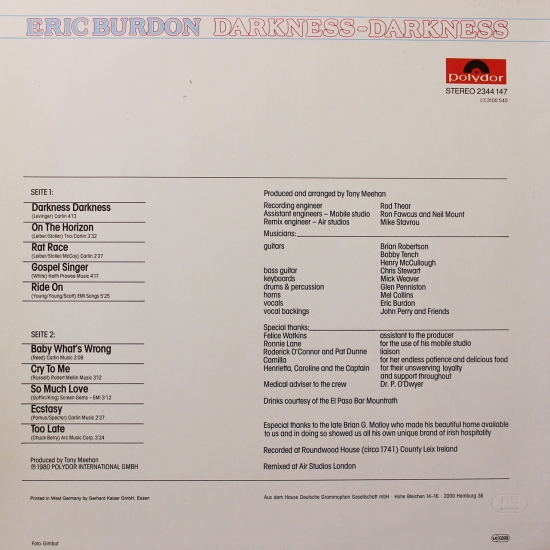 ERIC BURDON DARKNESS-DARKNESS
polydor
STEREO 2344 147
3100 540
SEITE 1:
Darkness Darkness
(Levinger) Carlin 4'13
On The Horizon
(Leiber/Stoller) Trio/Carlin 3'32
Rat Race
(Leiber/Stoller/McCoy) Carlin 2'27
Gospel Singer
(White) Keith Prowse Music 4'17
Ride On
(Young/Young/Scott) EMI Songs 5'25
SEITE 2:
Baby What's Wrong
(Reed) Carlin Music 3'09
Cry To Me
(Russell) Robert Mellin Music 3'12
So Much Love
(Goffin/King) Screen Gems – EMI 3'12
Ecstasy
(Pomus/Spector) Carlin Music 2'27
Too Late
(Chuck Berry) Arc Music Corp. 3'24
Produced by Tony Meehan
℗ 1980 POLYDOR INTERNATIONAL GMBH
Produced and arranged by Tony Meehan
Recording engineer Rod Thear
Assistant engineers – Mobile studio Ron Fawcus and Neil Mount
Remix engineer – Air studios Mike Stavrou
Musicians:
guitars Brian Robertson
Bobby Tench
Henry McCullough
bass guitar Chris Stewart
keyboards Mick Weaver
drums & percussion Glen Penniston
horns Mel Collins
vocals Eric Burdon
vocal backings John Perry and Friends
Special thanks:
Felice Watkins assistant to the producer
Ronnie Lane for the use of his mobile studio
Roderick O'Connor and Pat Dunne liaison
Camilla for her endless patience and delicious food
Henrietta, Caroline and the Captain for their unswerving loyalty
and support throughout
Medical adviser to the crew Dr. P. O'Dwyer
Drinks courtesy of the El Paso Bar Mountrath
Especial thanks to the late Brian G. Malloy who made his beautiful home available
to us and in doing so showed us all his own unique brand of irish hospitality
Recorded at Roundwood House (circa 1741) County Leix Ireland
Remixed at Air Studios London
Printed in West Germany by Gerhard Kaiser GmbH, Essen
Aus dem Hause Deutsche Grammophon Gesellschaft mbH · Hohe Bleichen 14–16 · 2000 Hamburg 36
Foto: Gimbut